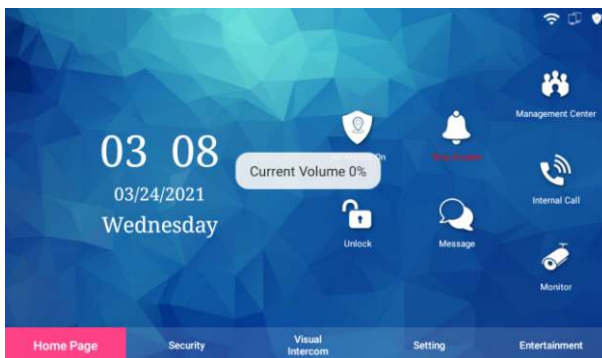 Management Center
03 08
On
Current Volume 0%
03/24/2021
Internal Call
Wednesday
Unlock
Message
Monitor
Home Page
Security
Visual
Intercom
Setting
Entertainment